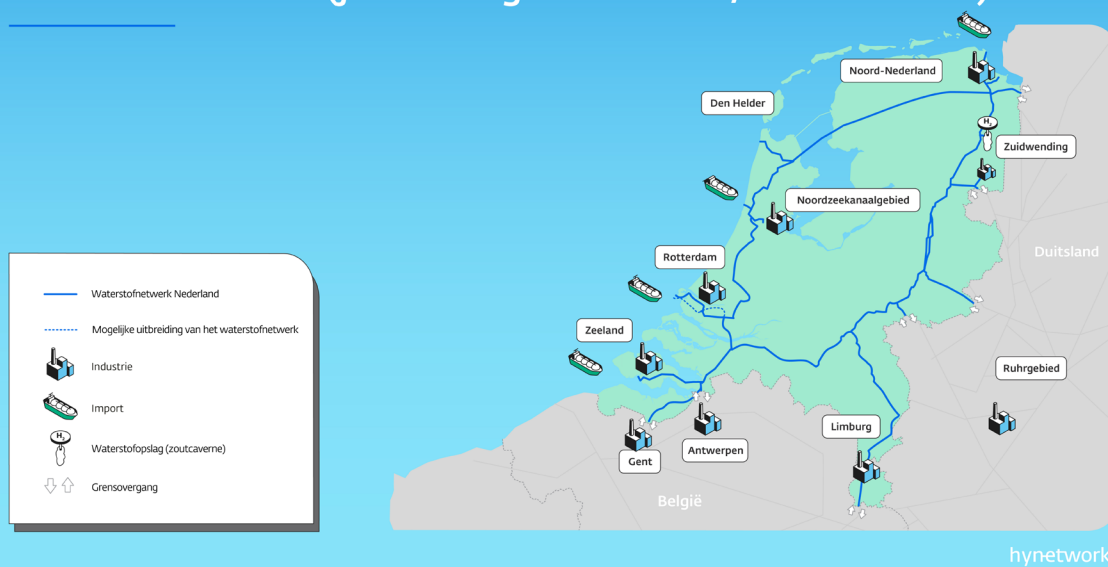 Noord-Nederland
Den Helder
H₂
Zuidwending
Noordzeekanaalgebied
Duitsland
Rotterdam
Waterstofnetwerk Nederland
Mogelijke uitbreiding van het waterstofnetwerk
Zeeland
Industrie
Ruhrgebied
Import
Limburg
H₂
Waterstofopslag (zoutcaverne)
Antwerpen
Gent
Grensovergang
België
hynetwork